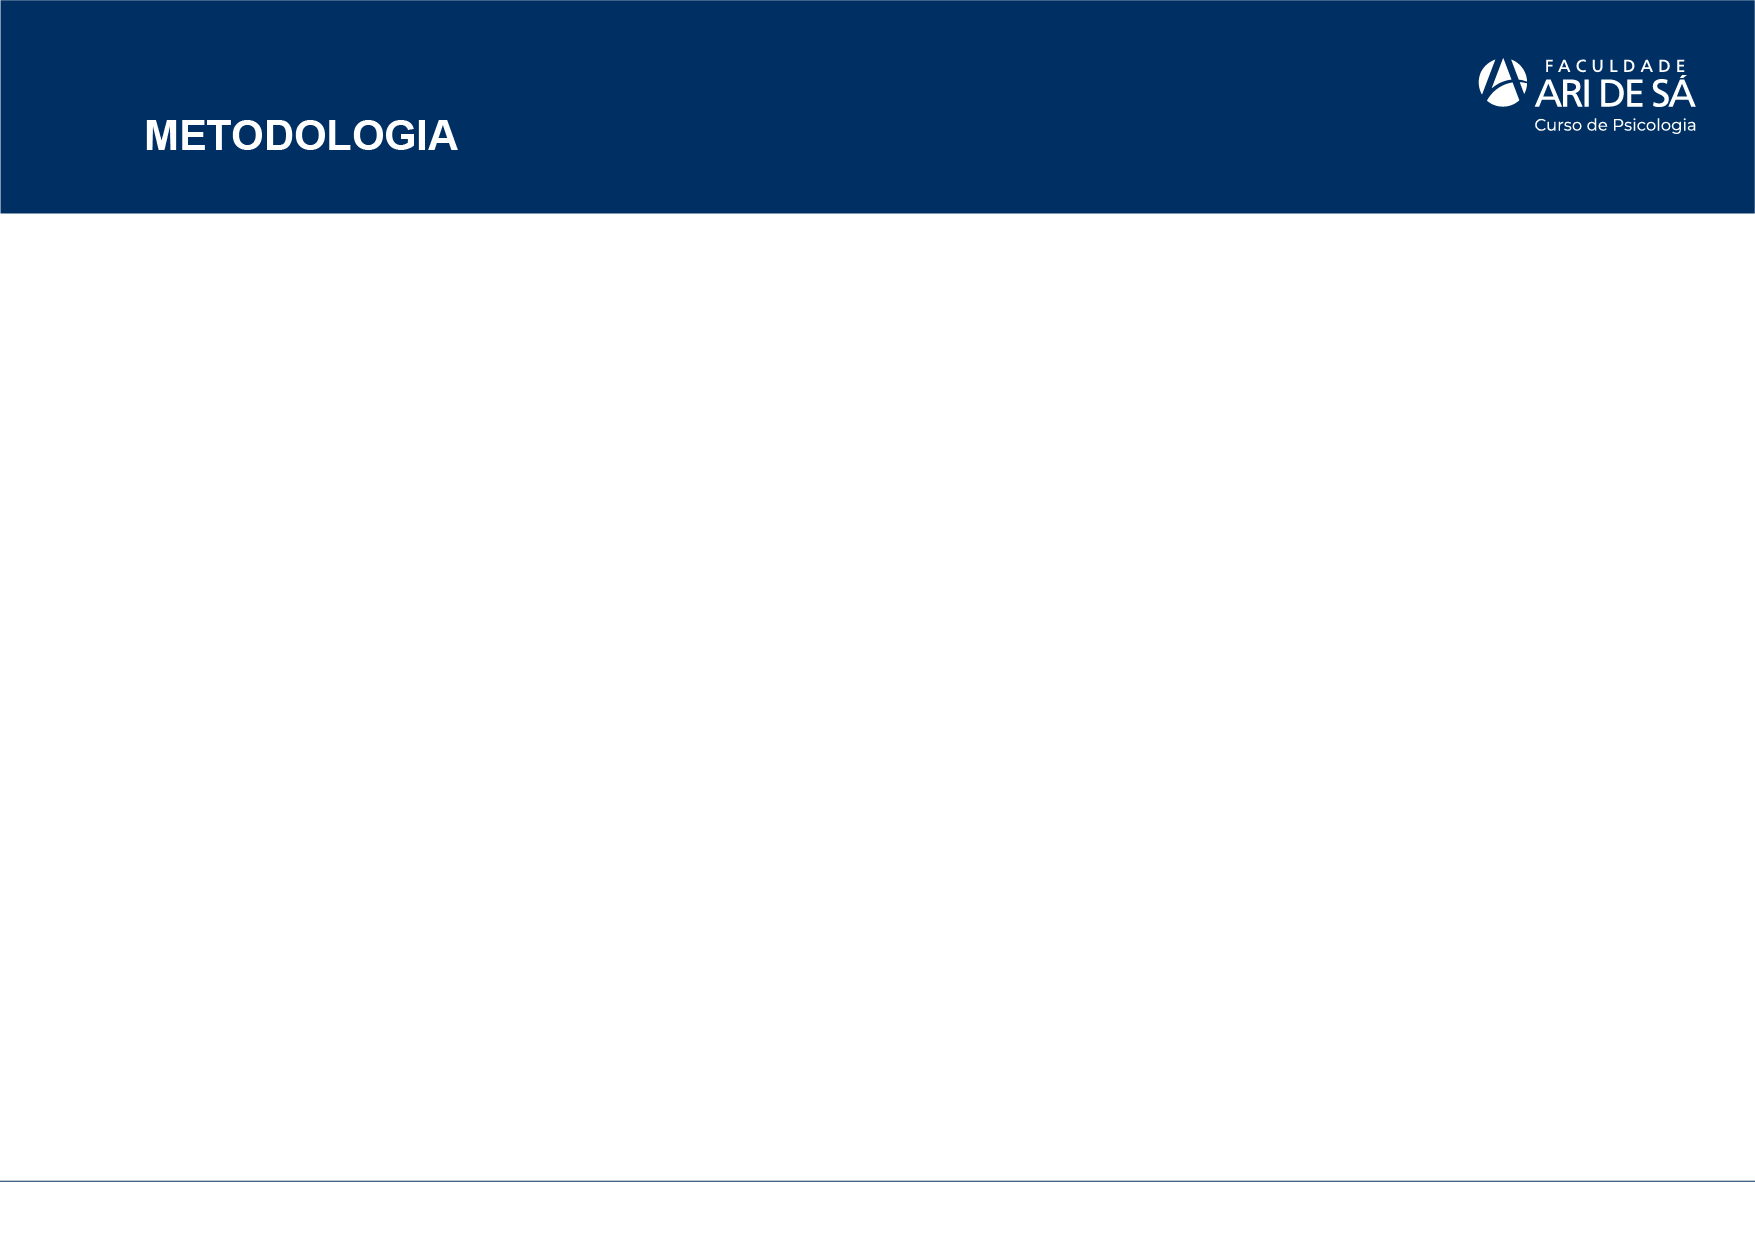 METODOLOGIA
FACULDADE
ARI DE SÁ
Curso de Psicologia